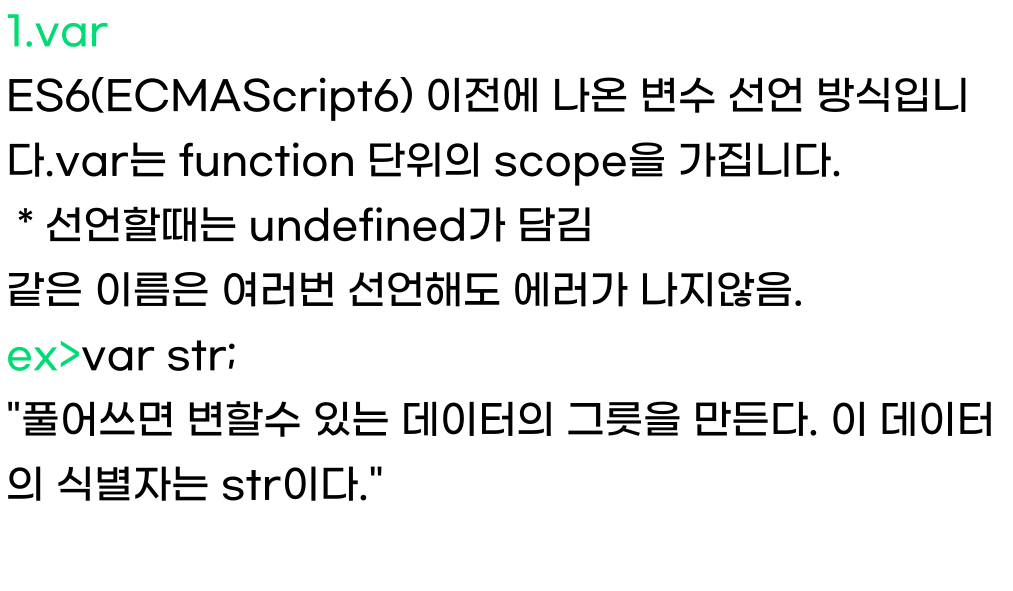 1.var
ES6(ECMAScript6) 이전에 나온 변수 선언 방식입니
다.var는 function 단위의 scope을 가집니다.
* 선언할때는 undefined가 담김
같은 이름은 여러번 선언해도 에러가 나지않음.
ex>var str;
"풀어쓰면 변할수 있는 데이터의 그릇을 만든다. 이 데이터
의 식별자는 str이다."